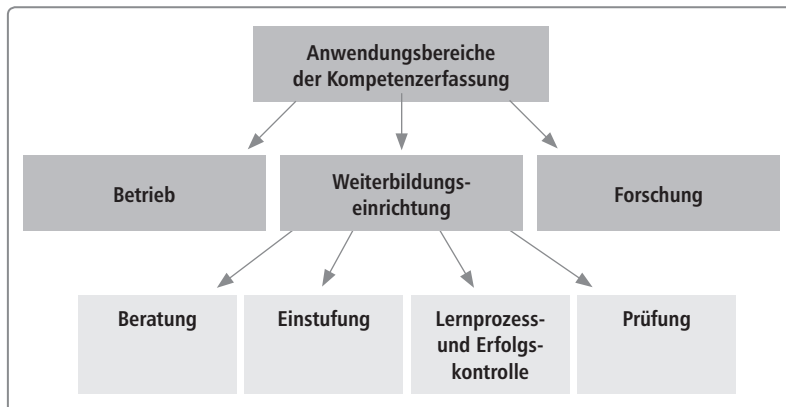 Anwendungsbereiche
der Kompetenzerfassung
Betrieb
Weiterbildungs-
einrichtung
Forschung
Beratung
Einstufung
Lernprozess-
und Erfolgs-
kontrolle
Prüfung